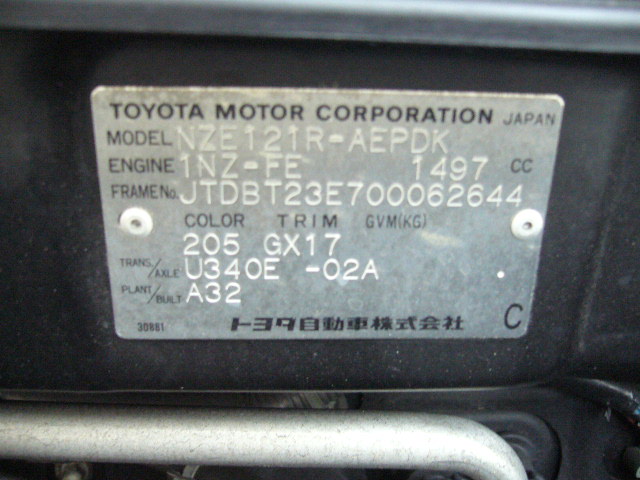 TOYOTA MOTOR CORPORATION JAPAN
MODEL NZE121R-AEPDK
ENGINE 1NZ-FE 1497 CC
FRAME No. JTDBT23E700062644
COLOR TRIM GVM(KG)
205 GX17
TRANS./AXLE U340E -02A
PLANT/BUILT A32
30881 トヨタ自動車株式会社 C